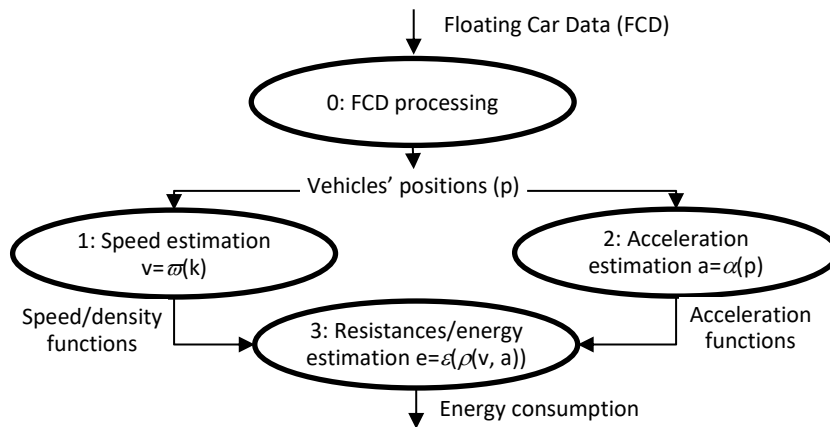 Floating Car Data (FCD)
0: FCD processing
Vehicles’ positions (p)
1: Speed estimation
v=ϖ(k)
2: Acceleration
estimation a=α(p)
Speed/density
functions
3: Resistances/energy
estimation e=ε(ρ(v, a))
Acceleration
functions
Energy consumption